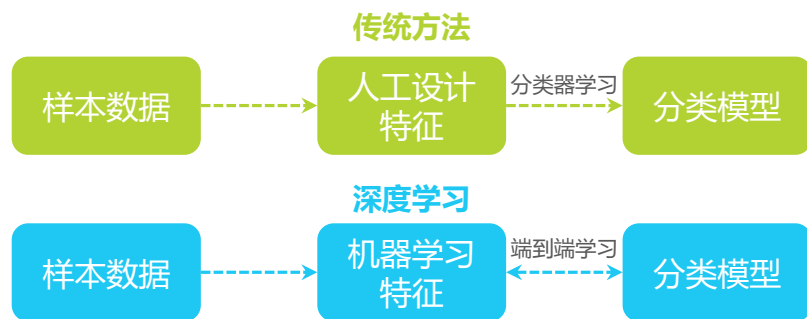 传统方法
样本数据
人工设计
特征
分类器学习
分类模型
深度学习
样本数据
机器学习
特征
端到端学习
分类模型